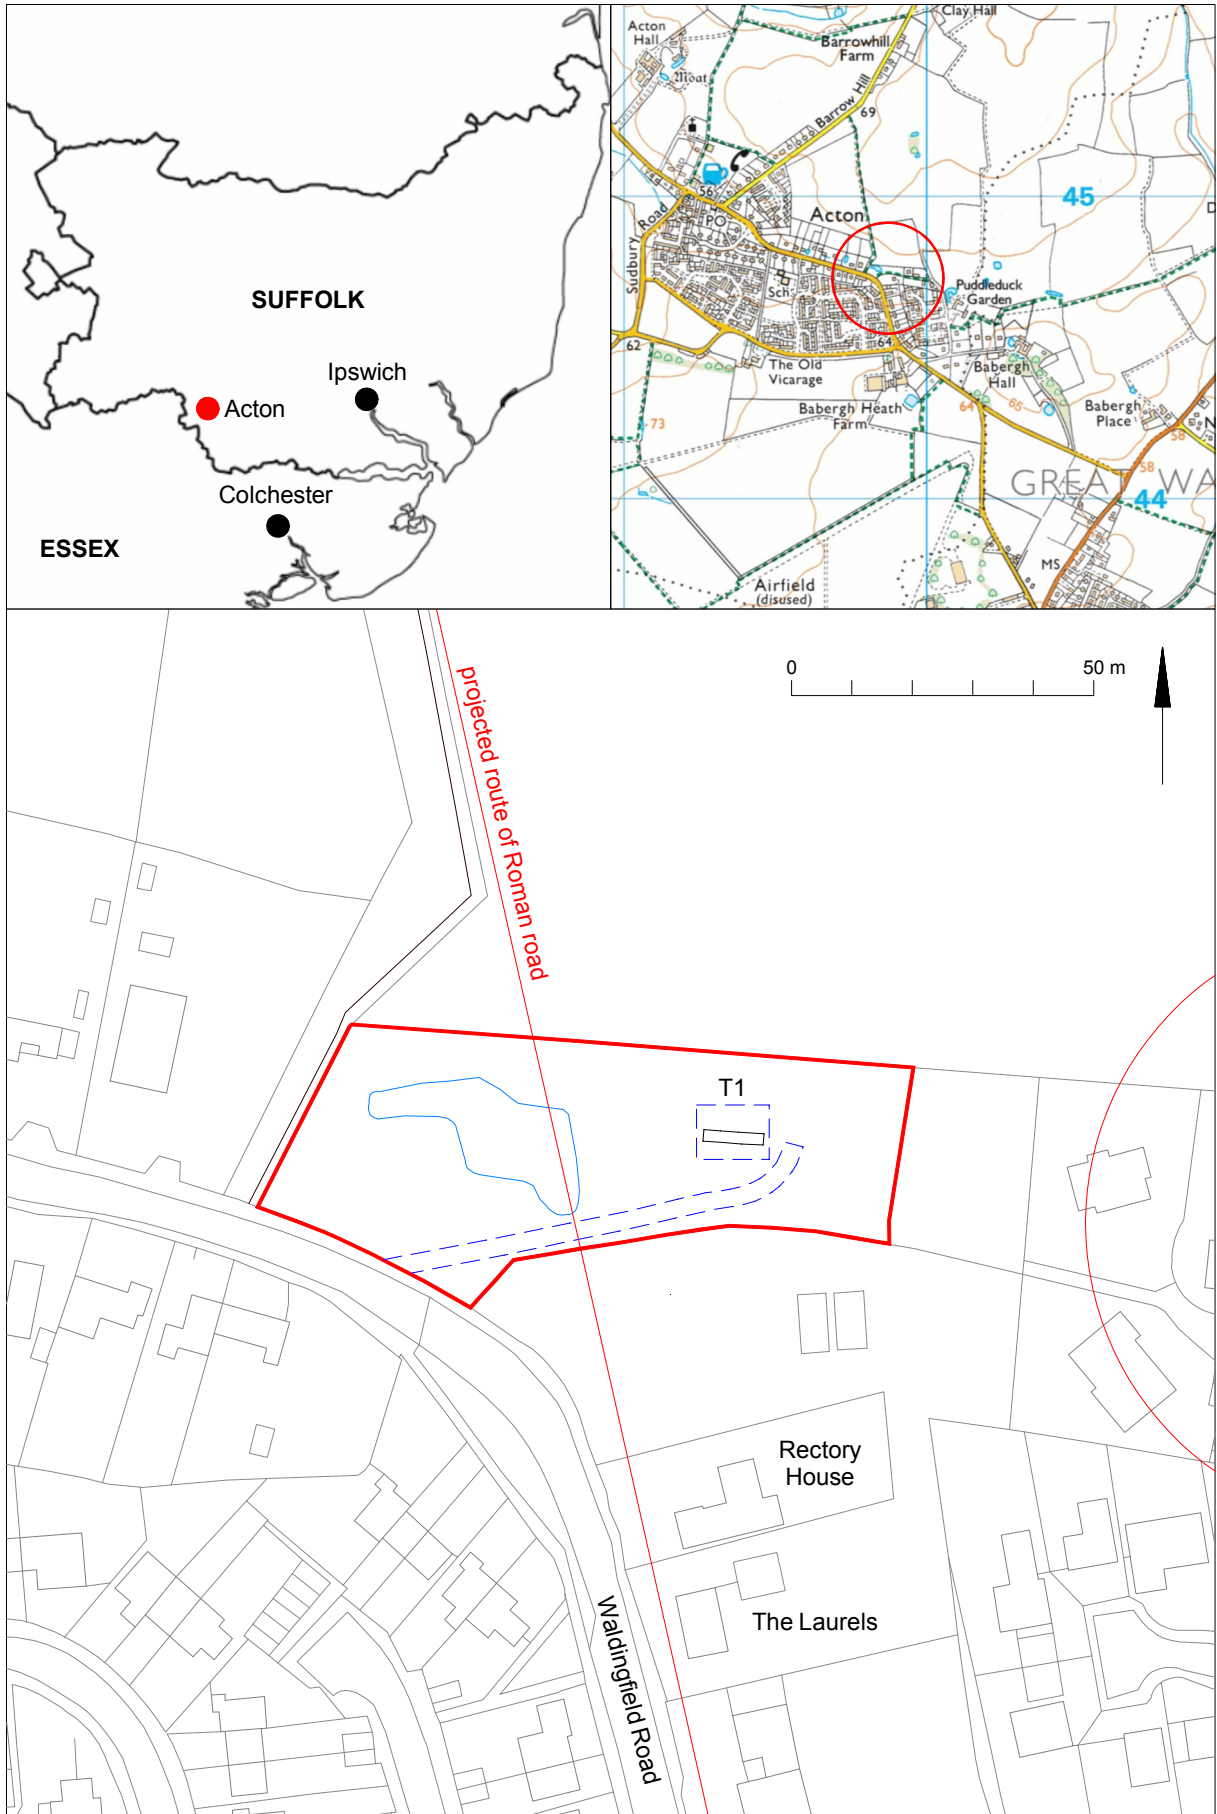 SUFFOLK
Ipswich
Acton
Colchester
ESSEX
Acton
Hall
Moat
Clay Hall
Barrowhill
Farm
Barrow Hill
69
56
PO
Sudbury Road
Acton
45
Sch
Puddleduck
Garden
62
64
The Old
Vicarage
Babergh
Hall
Babergh Heath
Farm
64
65
Babergh
Place
73
58
58
N
D
GREAT WA
44
MS
Airfield
(disused)
0
50 m
projected route of Roman road
T1
Rectory
House
The Laurels
Waldingfield Road